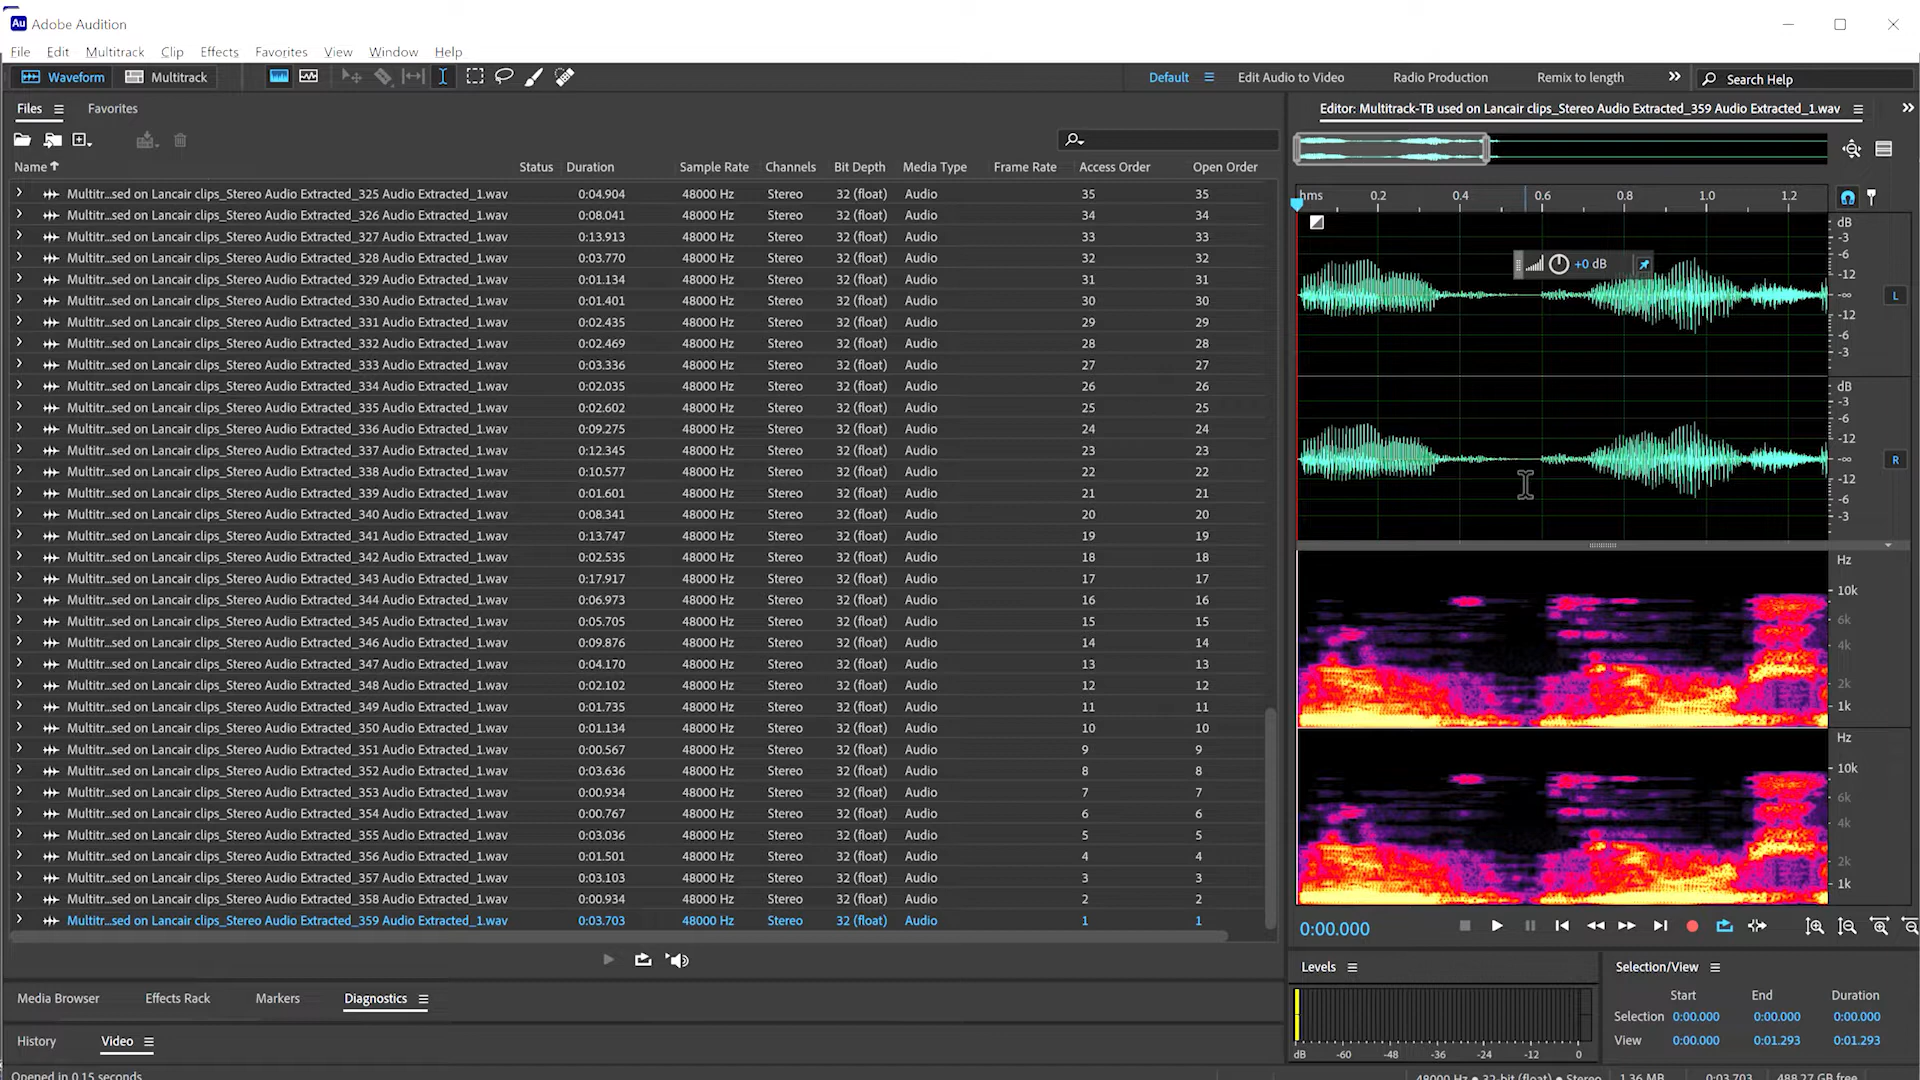 Au Adobe Audition
File Edit Multitrack Clip Effects Favorites View Window Help
Waveform Multitrack Default Edit Audio to Video Radio Production Remix to length Search Help
Files Favorites
Editor: Multitrack-TB used on Lancair clips_Stereo Audio Extracted_359 Audio Extracted_1.wav
Name Status Duration Sample Rate Channels Bit Depth Media Type Frame Rate Access Order Open Order
Multitr...sed on Lancair clips_Stereo Audio Extracted_325 Audio Extracted_1.wav 0:04.904 48000 Hz Stereo 32 (float) Audio 35 35
Multitr...sed on Lancair clips_Stereo Audio Extracted_326 Audio Extracted_1.wav 0:08.041 48000 Hz Stereo 32 (float) Audio 34 34
Multitr...sed on Lancair clips_Stereo Audio Extracted_327 Audio Extracted_1.wav 0:13.913 48000 Hz Stereo 32 (float) Audio 33 33
Multitr...sed on Lancair clips_Stereo Audio Extracted_328 Audio Extracted_1.wav 0:03.770 48000 Hz Stereo 32 (float) Audio 32 32
Multitr...sed on Lancair clips_Stereo Audio Extracted_329 Audio Extracted_1.wav 0:01.134 48000 Hz Stereo 32 (float) Audio 31 31
Multitr...sed on Lancair clips_Stereo Audio Extracted_330 Audio Extracted_1.wav 0:01.401 48000 Hz Stereo 32 (float) Audio 30 30
Multitr...sed on Lancair clips_Stereo Audio Extracted_331 Audio Extracted_1.wav 0:02.435 48000 Hz Stereo 32 (float) Audio 29 29
Multitr...sed on Lancair clips_Stereo Audio Extracted_332 Audio Extracted_1.wav 0:02.469 48000 Hz Stereo 32 (float) Audio 28 28
Multitr...sed on Lancair clips_Stereo Audio Extracted_333 Audio Extracted_1.wav 0:03.336 48000 Hz Stereo 32 (float) Audio 27 27
Multitr...sed on Lancair clips_Stereo Audio Extracted_334 Audio Extracted_1.wav 0:02.035 48000 Hz Stereo 32 (float) Audio 26 26
Multitr...sed on Lancair clips_Stereo Audio Extracted_335 Audio Extracted_1.wav 0:02.602 48000 Hz Stereo 32 (float) Audio 25 25
Multitr...sed on Lancair clips_Stereo Audio Extracted_336 Audio Extracted_1.wav 0:09.275 48000 Hz Stereo 32 (float) Audio 24 24
Multitr...sed on Lancair clips_Stereo Audio Extracted_337 Audio Extracted_1.wav 0:12.345 48000 Hz Stereo 32 (float) Audio 23 23
Multitr...sed on Lancair clips_Stereo Audio Extracted_338 Audio Extracted_1.wav 0:10.577 48000 Hz Stereo 32 (float) Audio 22 22
Multitr...sed on Lancair clips_Stereo Audio Extracted_339 Audio Extracted_1.wav 0:01.601 48000 Hz Stereo 32 (float) Audio 21 21
Multitr...sed on Lancair clips_Stereo Audio Extracted_340 Audio Extracted_1.wav 0:08.341 48000 Hz Stereo 32 (float) Audio 20 20
Multitr...sed on Lancair clips_Stereo Audio Extracted_341 Audio Extracted_1.wav 0:13.747 48000 Hz Stereo 32 (float) Audio 19 19
Multitr...sed on Lancair clips_Stereo Audio Extracted_342 Audio Extracted_1.wav 0:02.535 48000 Hz Stereo 32 (float) Audio 18 18
Multitr...sed on Lancair clips_Stereo Audio Extracted_343 Audio Extracted_1.wav 0:17.917 48000 Hz Stereo 32 (float) Audio 17 17
Multitr...sed on Lancair clips_Stereo Audio Extracted_344 Audio Extracted_1.wav 0:06.973 48000 Hz Stereo 32 (float) Audio 16 16
Multitr...sed on Lancair clips_Stereo Audio Extracted_345 Audio Extracted_1.wav 0:05.705 48000 Hz Stereo 32 (float) Audio 15 15
Multitr...sed on Lancair clips_Stereo Audio Extracted_346 Audio Extracted_1.wav 0:09.876 48000 Hz Stereo 32 (float) Audio 14 14
Multitr...sed on Lancair clips_Stereo Audio Extracted_347 Audio Extracted_1.wav 0:04.170 48000 Hz Stereo 32 (float) Audio 13 13
Multitr...sed on Lancair clips_Stereo Audio Extracted_348 Audio Extracted_1.wav 0:02.102 48000 Hz Stereo 32 (float) Audio 12 12
Multitr...sed on Lancair clips_Stereo Audio Extracted_349 Audio Extracted_1.wav 0:01.735 48000 Hz Stereo 32 (float) Audio 11 11
Multitr...sed on Lancair clips_Stereo Audio Extracted_350 Audio Extracted_1.wav 0:01.134 48000 Hz Stereo 32 (float) Audio 10 10
Multitr...sed on Lancair clips_Stereo Audio Extracted_351 Audio Extracted_1.wav 0:00.567 48000 Hz Stereo 32 (float) Audio 9 9
Multitr...sed on Lancair clips_Stereo Audio Extracted_352 Audio Extracted_1.wav 0:03.636 48000 Hz Stereo 32 (float) Audio 8 8
Multitr...sed on Lancair clips_Stereo Audio Extracted_353 Audio Extracted_1.wav 0:00.934 48000 Hz Stereo 32 (float) Audio 7 7
Multitr...sed on Lancair clips_Stereo Audio Extracted_354 Audio Extracted_1.wav 0:00.767 48000 Hz Stereo 32 (float) Audio 6 6
Multitr...sed on Lancair clips_Stereo Audio Extracted_355 Audio Extracted_1.wav 0:03.036 48000 Hz Stereo 32 (float) Audio 5 5
Multitr...sed on Lancair clips_Stereo Audio Extracted_356 Audio Extracted_1.wav 0:01.501 48000 Hz Stereo 32 (float) Audio 4 4
Multitr...sed on Lancair clips_Stereo Audio Extracted_357 Audio Extracted_1.wav 0:03.103 48000 Hz Stereo 32 (float) Audio 3 3
Multitr...sed on Lancair clips_Stereo Audio Extracted_358 Audio Extracted_1.wav 0:00.934 48000 Hz Stereo 32 (float) Audio 2 2
Multitr...sed on Lancair clips_Stereo Audio Extracted_359 Audio Extracted_1.wav 0:03.703 48000 Hz Stereo 32 (float) Audio 1 1
Media Browser Effects Rack Markers Diagnostics
History Video
Opened in 0.15 seconds
hms 0.2 0.4 0.6 0.8 1.0 1.2
+0 dB
dB
-3
-6
-12
-∞
-12
-6
-3
L
dB
-3
-6
-12
-∞
-12
-6
-3
R
Hz
10k
6k
4k
2k
1k
Hz
10k
6k
4k
2k
1k
0:00.000
Levels
dB -60 -48 -36 -24 -12 0
Selection/View
Start End Duration
Selection 0:00.000 0:00.000 0:00.000
View 0:00.000 0:01.293 0:01.293
48000 Hz • 32-bit (float) • Stereo 1.36 MB 0:03.703 488.27 GB free